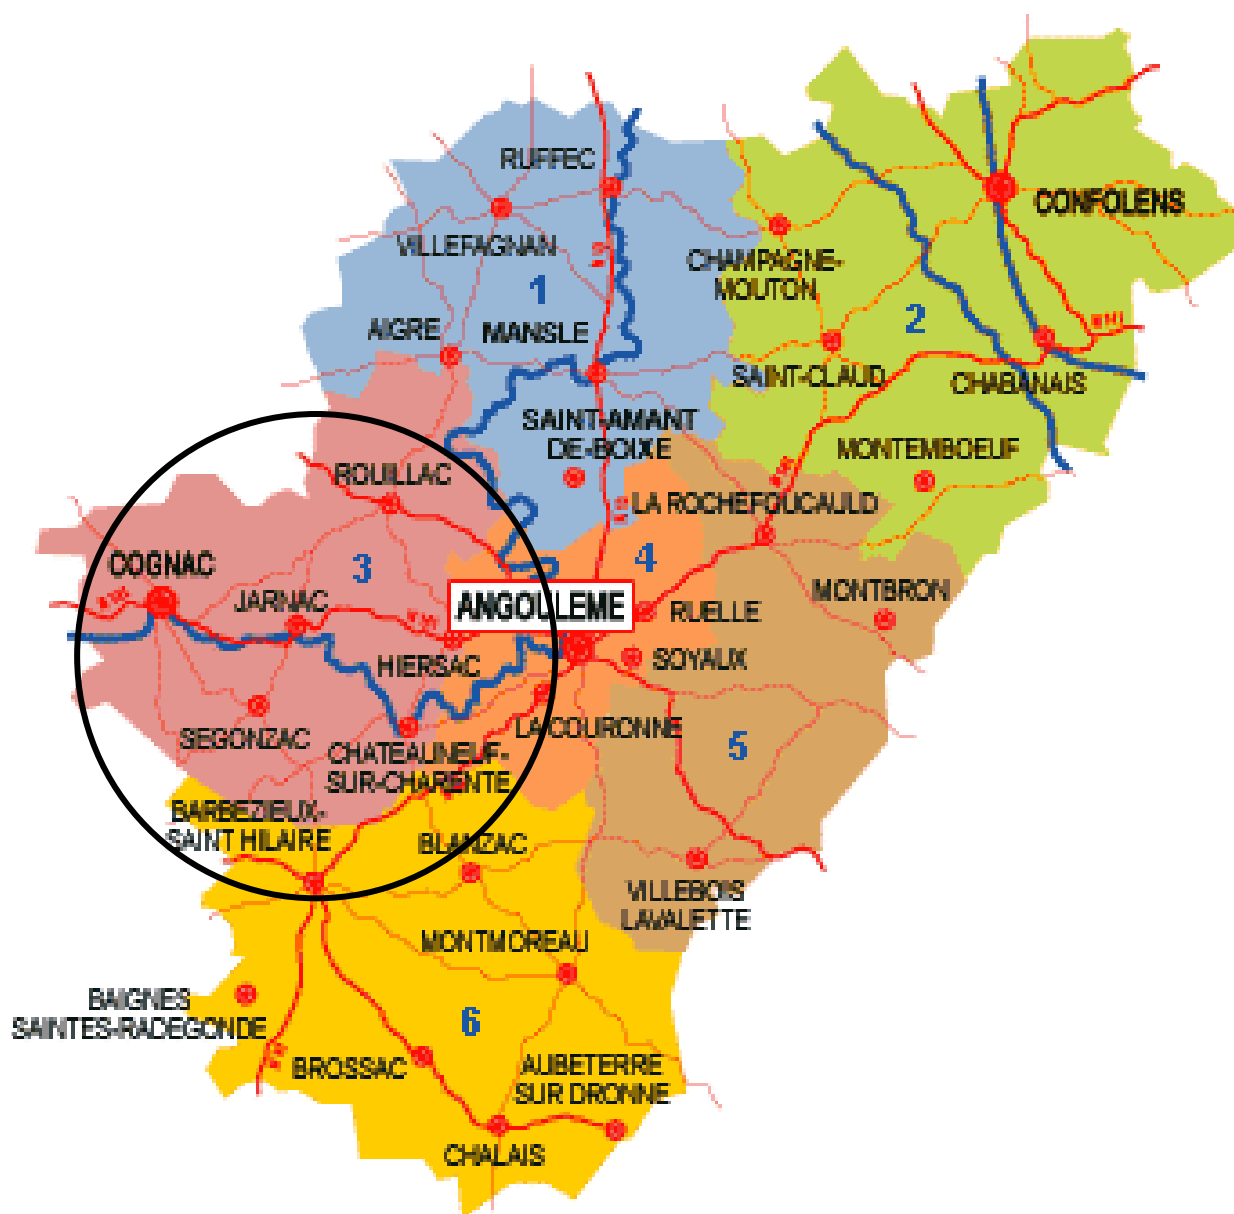 RUFFEC
CONFOLENS
VILLEFAGNAN
CHAMPAGNE-
MOUTON
1
2
AIGRE
MANSLE
SAINT-CLAUD
CHABANAIS
SAINT-AMANT
DE-BOIXE
MONTEMBOEUF
ROUILLAC
LA ROCHEFOUCAULD
COGNAC
3
4
JARNAC
ANGOULEME
RUELLE
MONTBRON
HIERSAC
SOYAUX
SEGONZAC
LA COURONNE
CHATEAUNEUF-
SUR-CHARENTE
5
BARBEZIEUX-
SAINT HILAIRE
BLANZAC
VILLEBOIS
LAVALETTE
MONTMOREAU
BAIGNES
SAINTES-RADEGONDE
6
BROSSAC
AUBETERRE
SUR DRONNE
CHALAIS